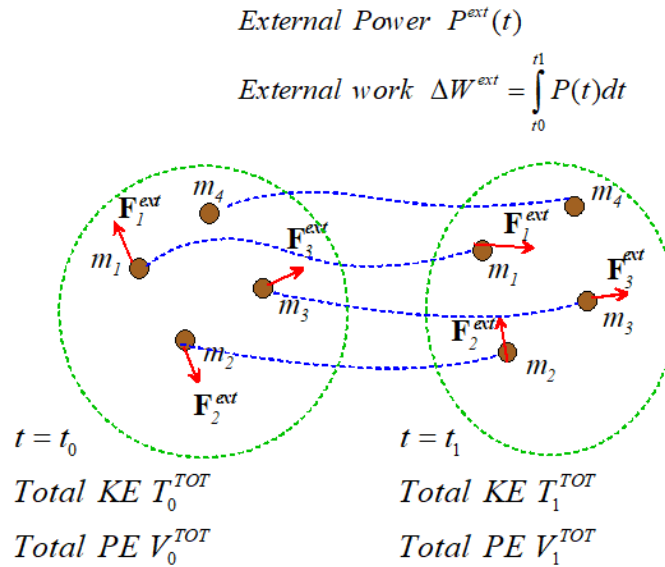 External Power P^{ext}(t)
External work ΔW^{ext} = ∫_{t0}^{t1} P(t)dt
m_4
F_1^{ext}
F_3^{ext}
m_1
m_3
m_2
F_2^{ext}
m_4
F_1^{ext}
m_1
F_3^{ext}
m_3
F_2^{ext}
m_2
t = t_0
Total KE T_0^{TOT}
Total PE V_0^{TOT}
t = t_1
Total KE T_1^{TOT}
Total PE V_1^{TOT}